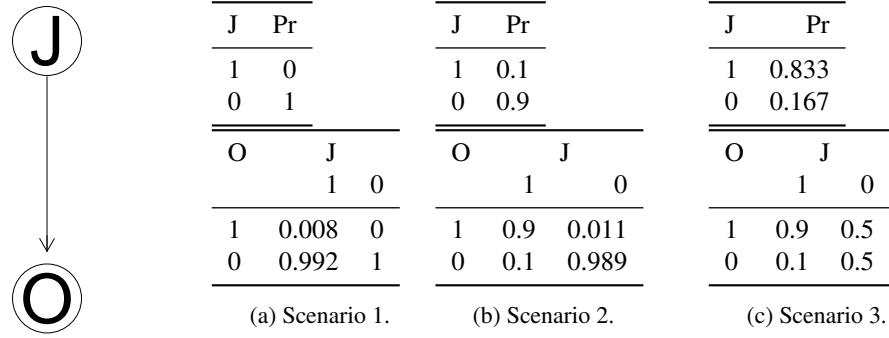 J
O
J Pr
1 0
0 1
O J
1 0
1 0.008 0
0 0.992 1
(a) Scenario 1.
J Pr
1 0.1
0 0.9
O J
1 0
1 0.9 0.011
0 0.1 0.989
(b) Scenario 2.
J Pr
1 0.833
0 0.167
O J
1 0
1 0.9 0.5
0 0.1 0.5
(c) Scenario 3.